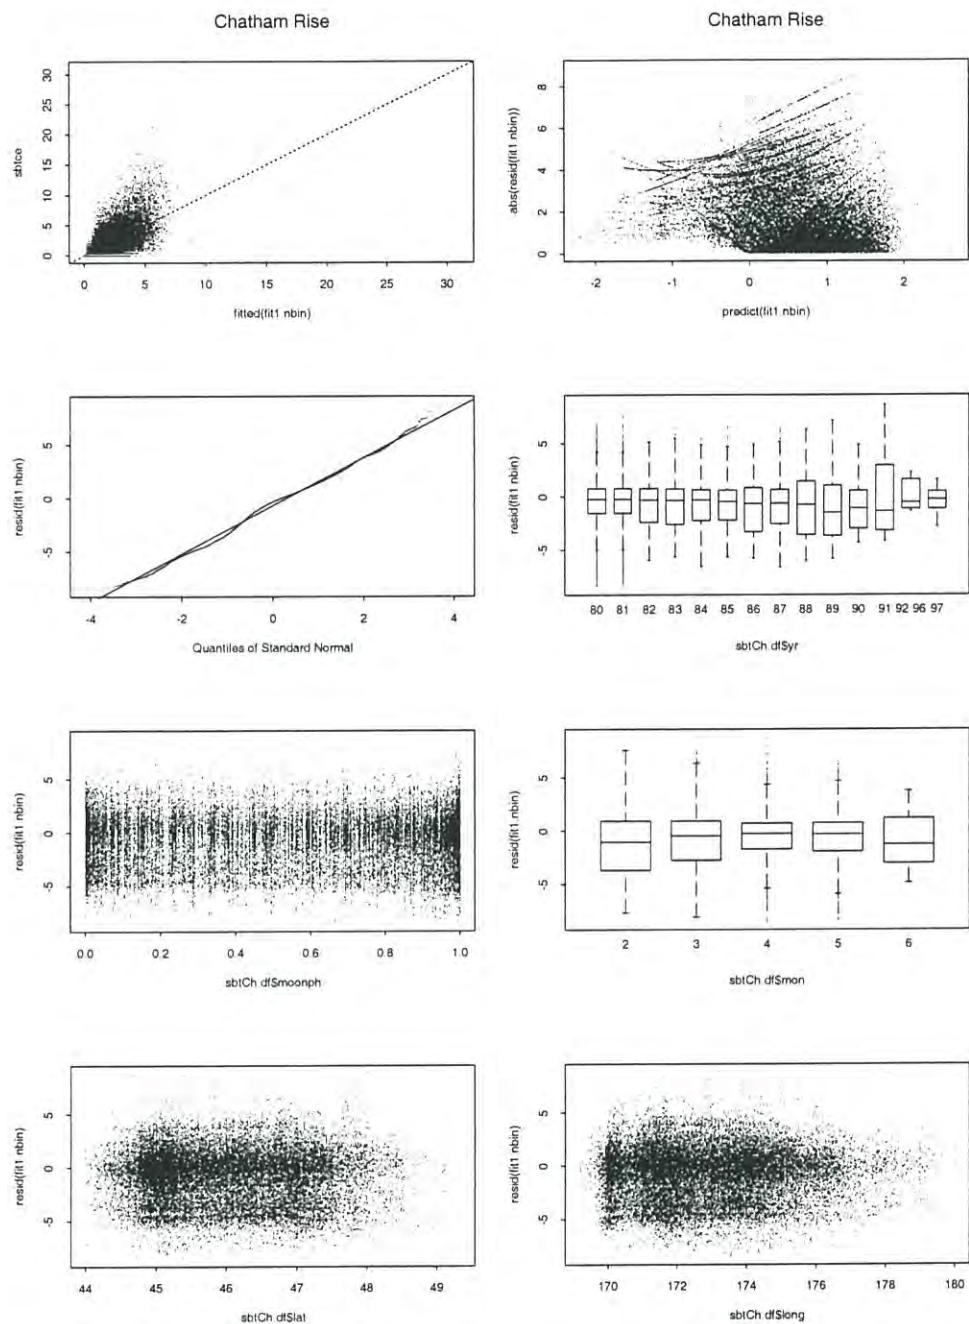 Chatham Rise
Chatham Rise
sbtce
0 5 10 15 20 25 30
0 5 10 15 20 25 30
fitted(fit1 nbin)
abs(resid(fit1 nbin))
0 2 4 6 8
-2 -1 0 1 2
predict(fit1 nbin)
resid(fit1 nbin)
-5 0 5
-4 -2 0 2 4
Quantiles of Standard Normal
resid(fit1 nbin)
-5 0 5
80 81 82 83 84 85 86 87 88 89 90 91 92 96 97
sbtCh df$yr
resid(fit1 nbin)
-5 0 5
0.0 0.2 0.4 0.6 0.8 1.0
sbtCh df$moonph
resid(fit1 nbin)
-5 0 5
2 3 4 5 6
sbtCh df$mon
resid(fit1 nbin)
-5 0 5
44 45 46 47 48 49
sbtCh df$lat
resid(fit1 nbin)
-5 0 5
170 172 174 176 178 180
sbtCh df$long